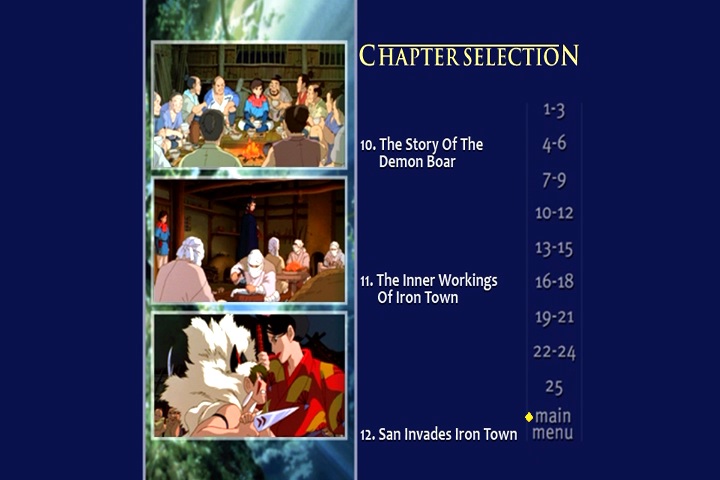 CHAPTER SELECTION
10. The Story Of The
Demon Boar
11. The Inner Workings
Of Iron Town
12. San Invades Iron Town
1-3
4-6
7-9
10-12
13-15
16-18
19-21
22-24
25
main
menu